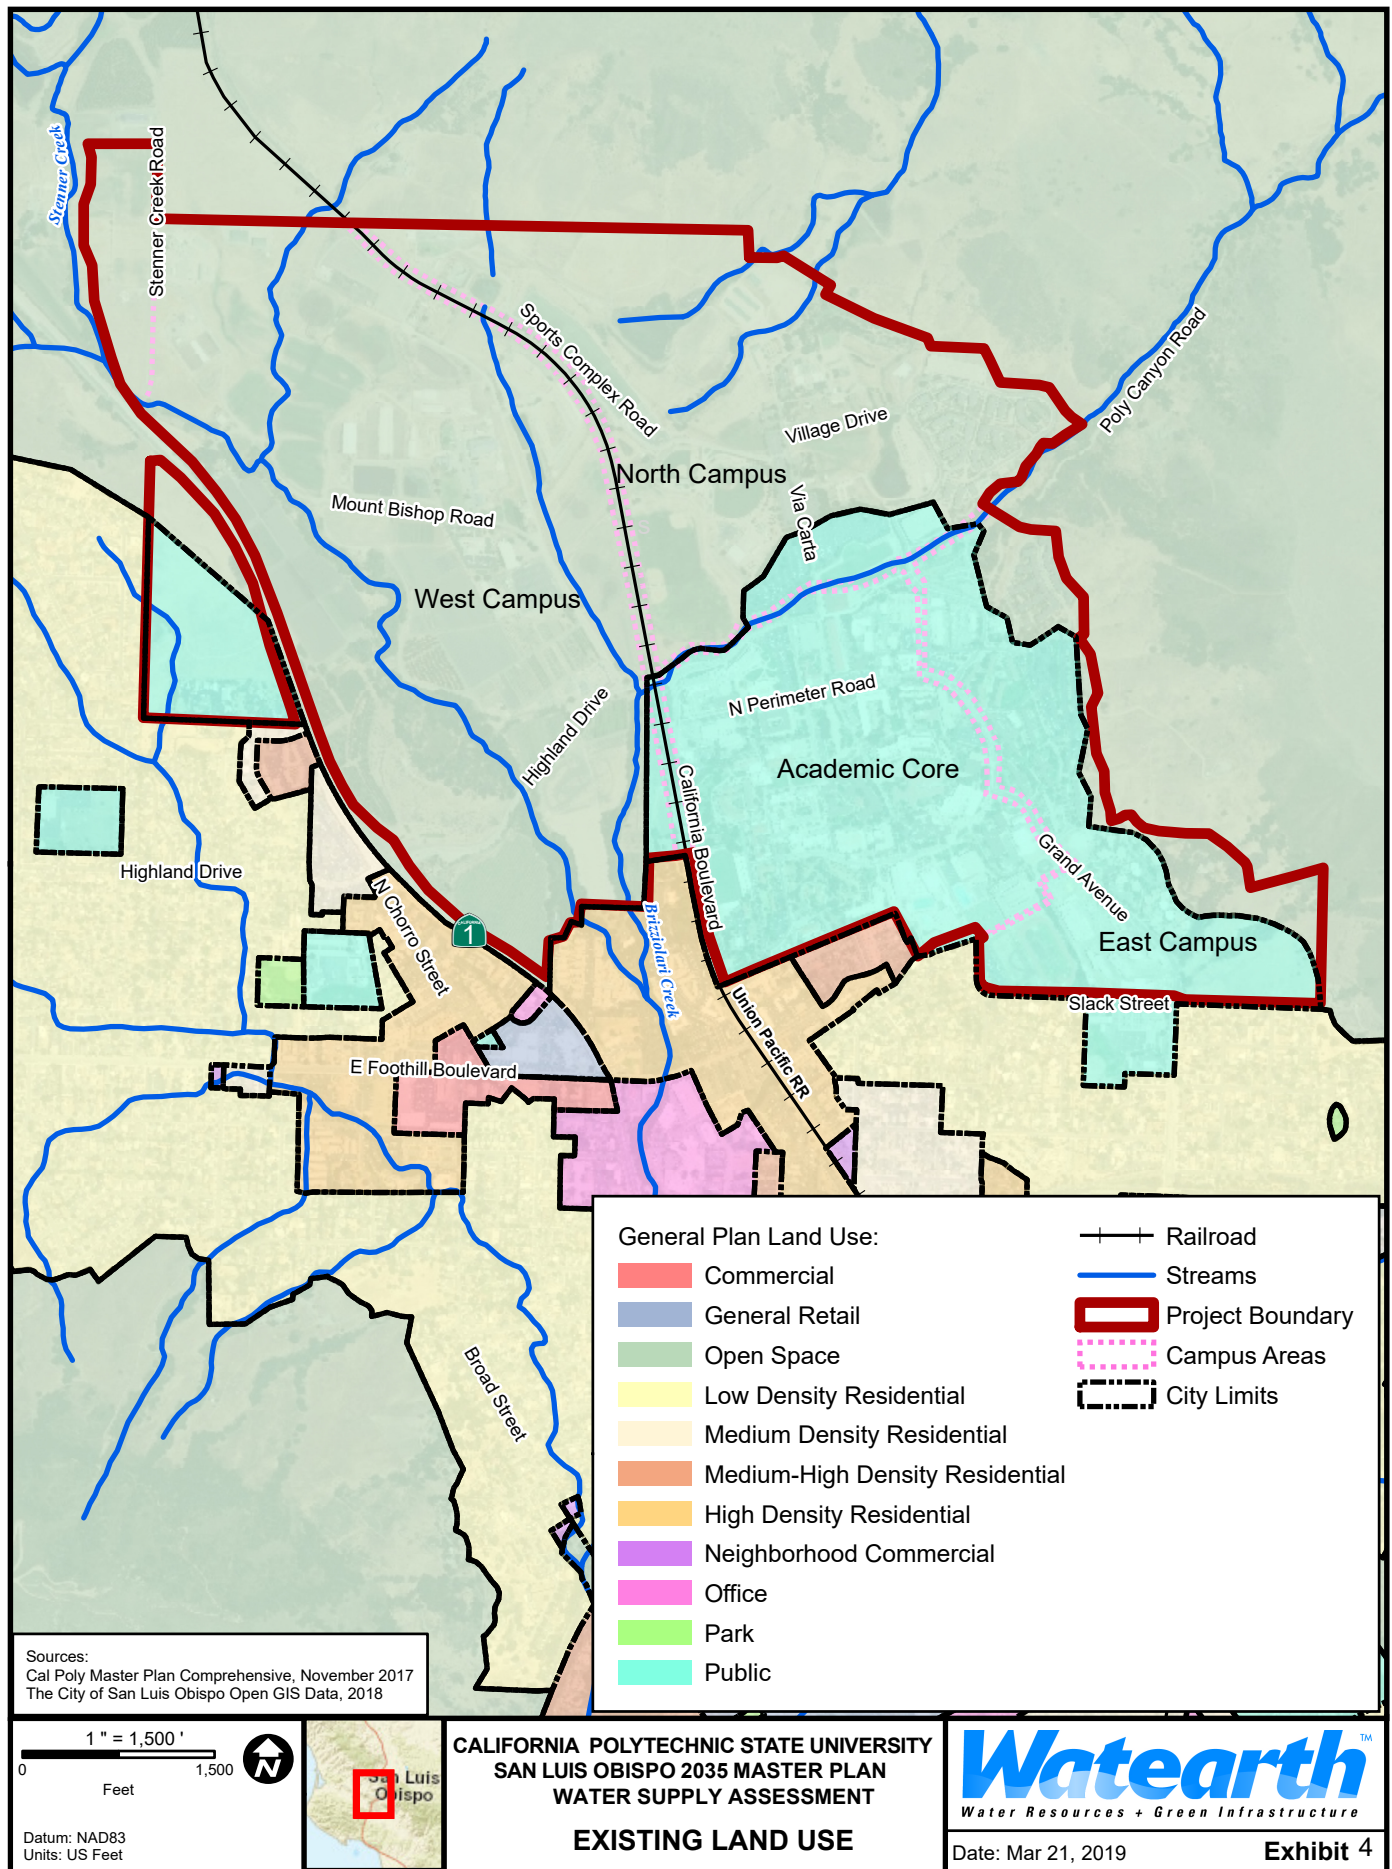 Stenner Creek
Stenner Creek Road
Sports Complex Road
Poly Canyon Road
Village Drive
North Campus
Via Carta
Mount Bishop Road
West Campus
N Perimeter Road
Highland Drive
Academic Core
California Boulevard
Grand Avenue
Highland Drive
N Chorro Street
CALIFORNIA
1
Brizziolari Creek
East Campus
Slack Street
Union Pacific RR
E Foothill Boulevard
Broad Street
General Plan Land Use:
Commercial
General Retail
Open Space
Low Density Residential
Medium Density Residential
Medium-High Density Residential
High Density Residential
Neighborhood Commercial
Office
Park
Public
Railroad
Streams
Project Boundary
Campus Areas
City Limits
Sources:
Cal Poly Master Plan Comprehensive, November 2017
The City of San Luis Obispo Open GIS Data, 2018
1 " = 1,500 '
0 1,500
Feet
N
Datum: NAD83
Units: US Feet
San Luis
Obispo
CALIFORNIA POLYTECHNIC STATE UNIVERSITY
SAN LUIS OBISPO 2035 MASTER PLAN
WATER SUPPLY ASSESSMENT
EXISTING LAND USE
Watearth™
Water Resources + Green Infrastructure
Date: Mar 21, 2019
Exhibit 4